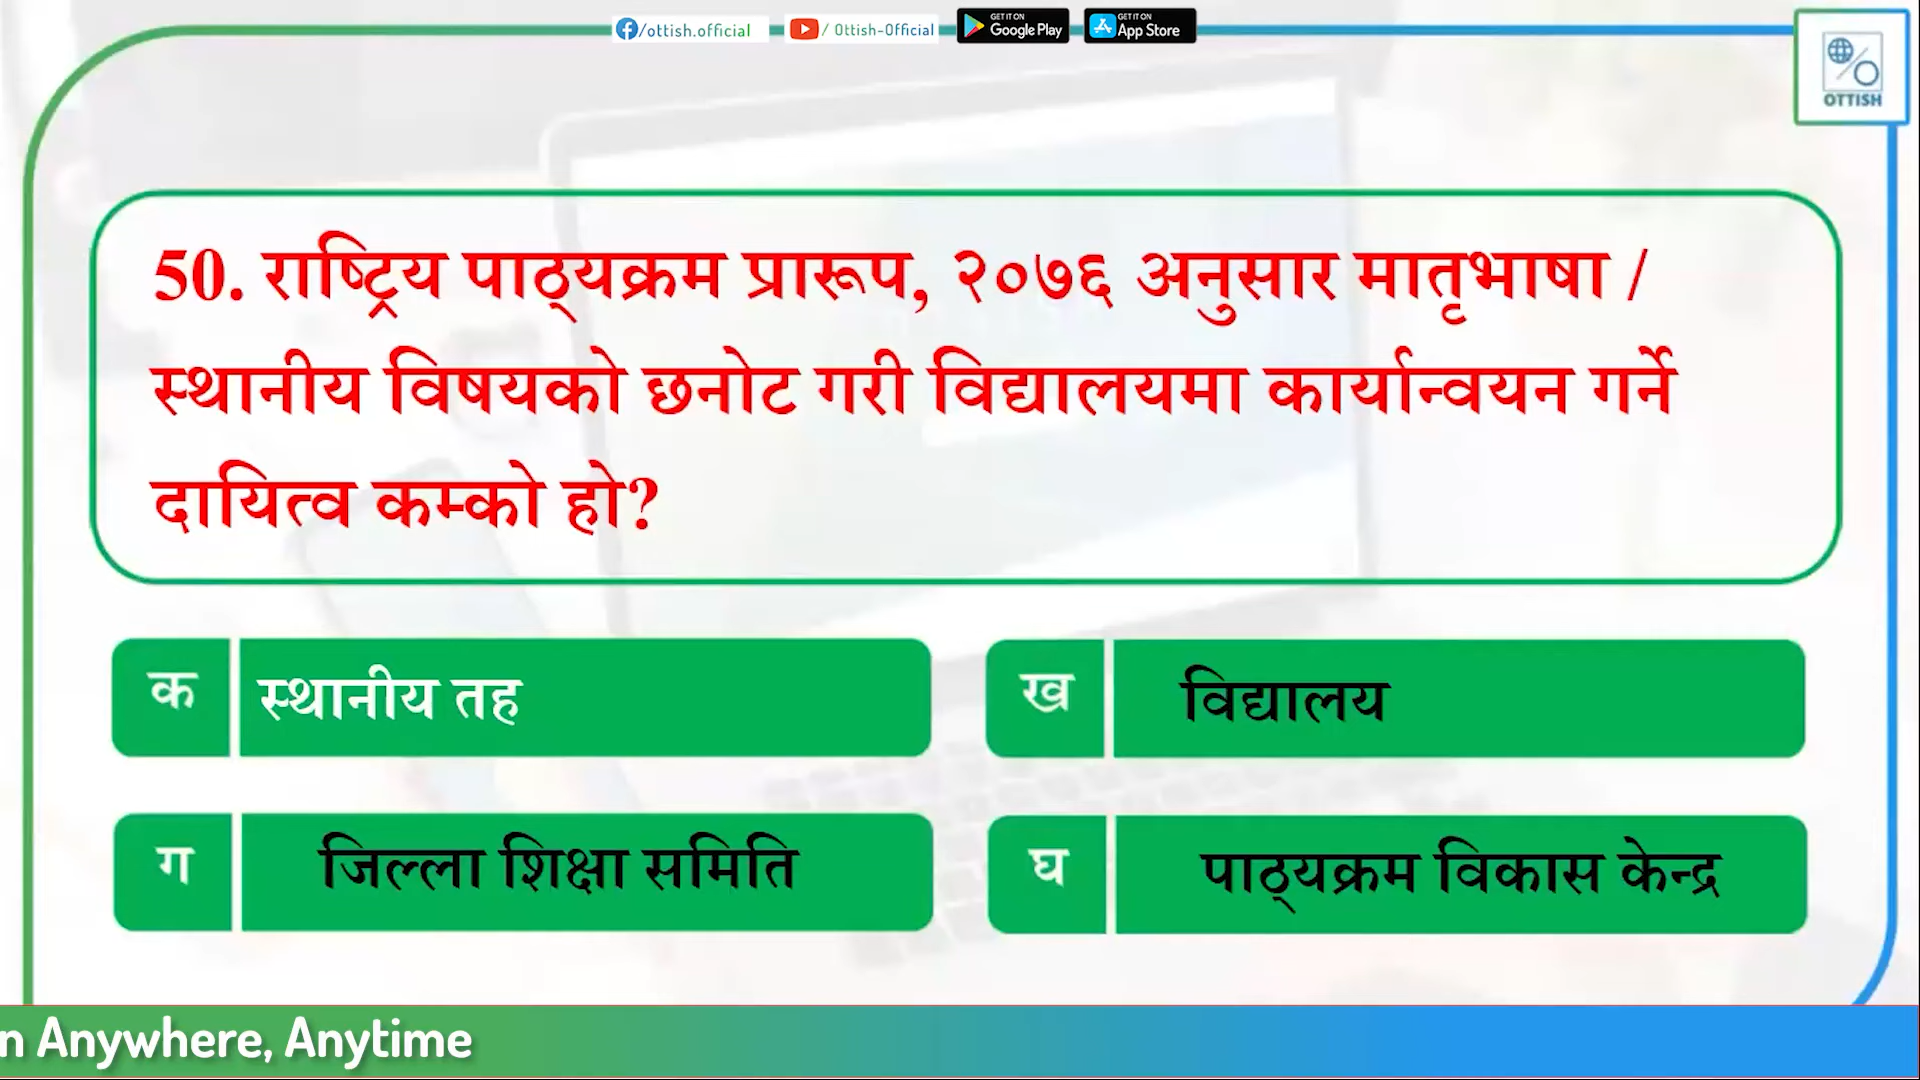 /ottish.official
/ Ottish-Official
GET IT ON
Google Play
GET IT ON
App Store
OTTISH
50. राष्ट्रिय पाठ्यक्रम प्रारूप, २०७६ अनुसार मातृभाषा /
स्थानीय विषयको छनोट गरी विद्यालयमा कार्यान्वयन गर्ने
दायित्व कम्को हो?
क स्थानीय तह
ख विद्यालय
ग जिल्ला शिक्षा समिति
घ पाठ्यक्रम विकास केन्द्र
n Anywhere, Anytime